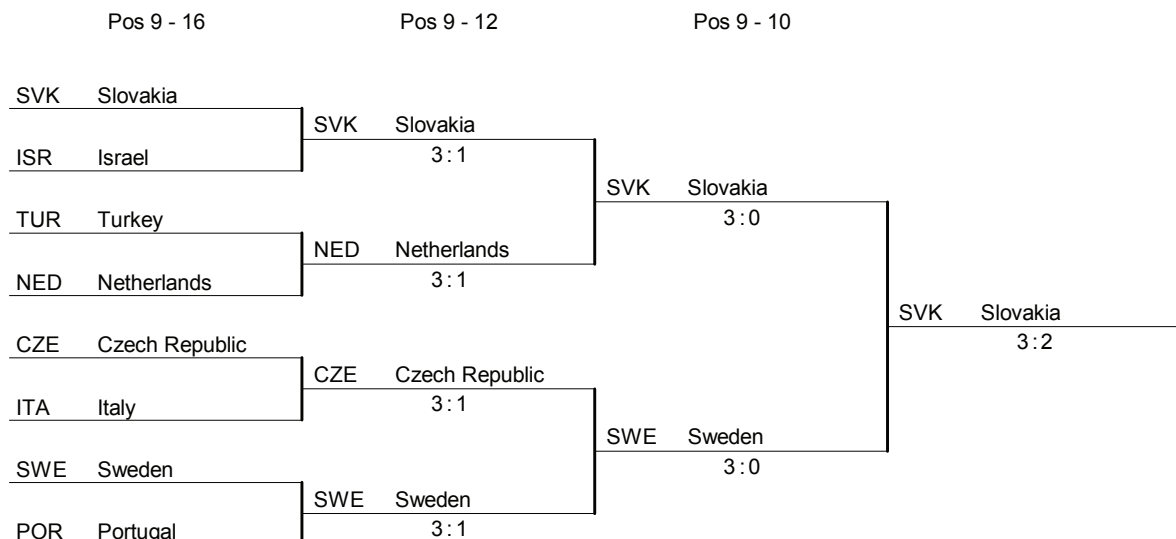 Pos 9 - 16 Pos 9 - 12 Pos 9 - 10
SVK Slovakia
SVK Slovakia
3 : 1
ISR Israel
SVK Slovakia
3 : 0
TUR Turkey
NED Netherlands
3 : 1
NED Netherlands
SVK Slovakia
3 : 2
CZE Czech Republic
CZE Czech Republic
3 : 1
ITA Italy
SWE Sweden
3 : 0
SWE Sweden
SWE Sweden
3 : 1
POR Portugal